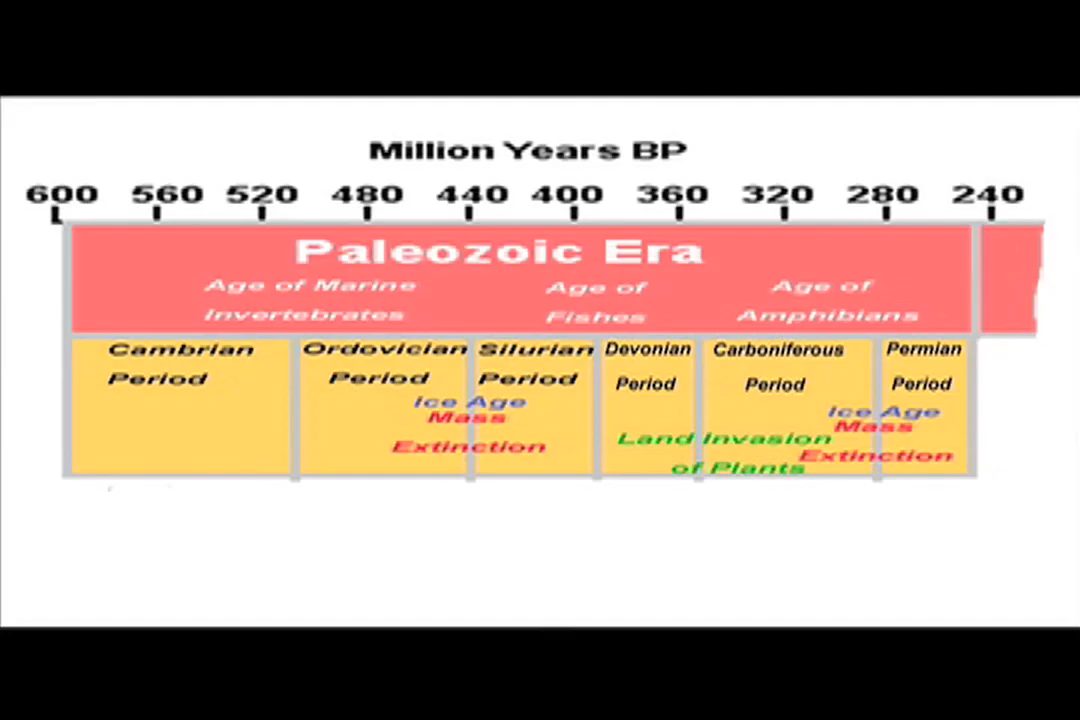 Million Years BP
600 560 520 480 440 400 360 320 280 240
Paleozoic Era
Age of Marine
Invertebrates
Age of
Fishes
Age of
Amphibians
Cambrian
Period
Ordovician
Period
Silurian
Period
Devonian
Period
Carboniferous
Period
Permian
Period
Ice Age
Mass
Extinction
Land Invasion
of Plants
Ice Age
Mass
Extinction